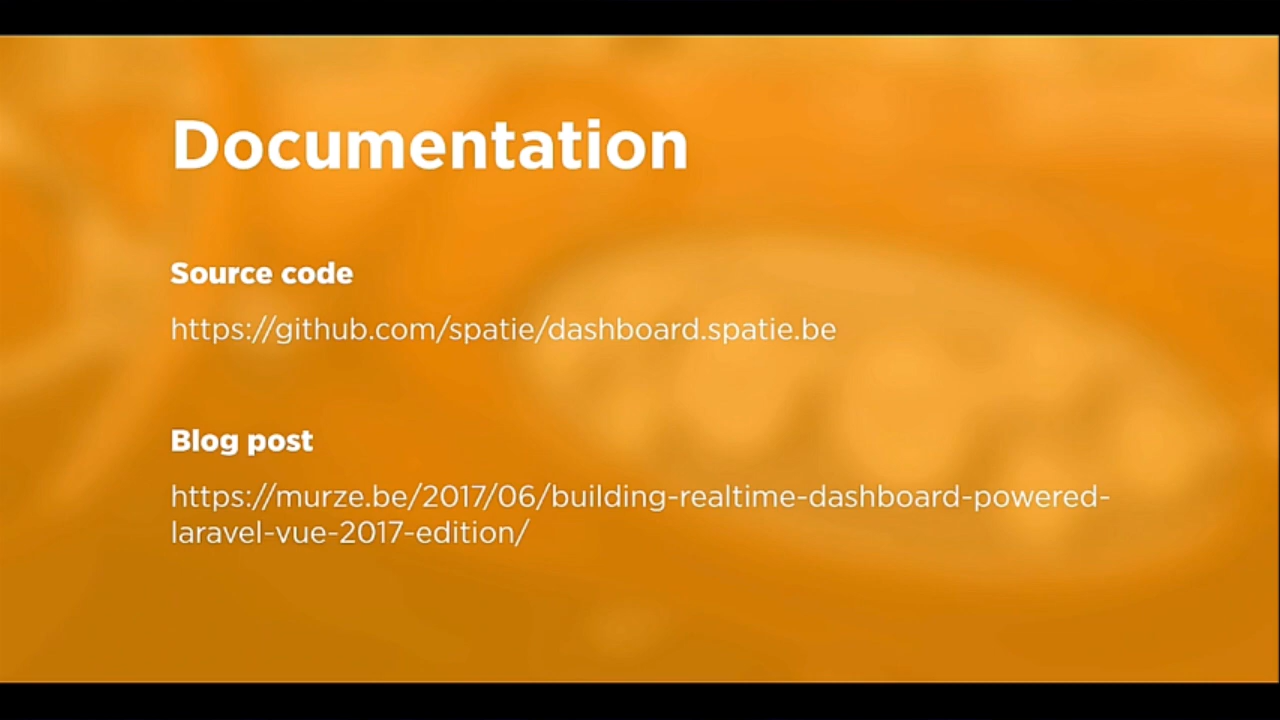 Documentation
Source code
https://github.com/spatie/dashboard.spatie.be
Blog post
https://murze.be/2017/06/building-realtime-dashboard-powered-
laravel-vue-2017-edition/